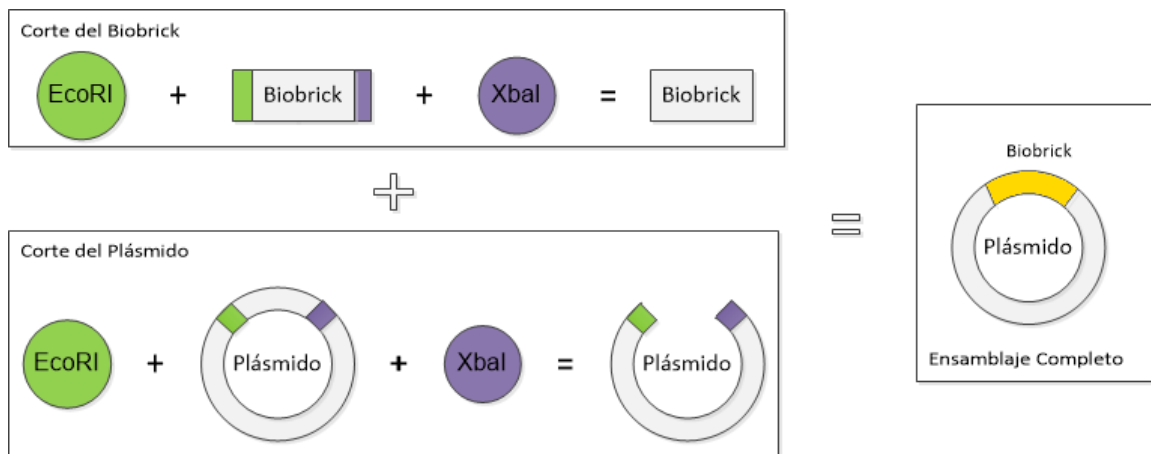 Corte del Biobrick
EcoRI + Biobrick + XbaI = Biobrick
+
Corte del Plásmido
EcoRI + Plásmido + XbaI = Plásmido
=
Biobrick
Plásmido
Ensamblaje Completo